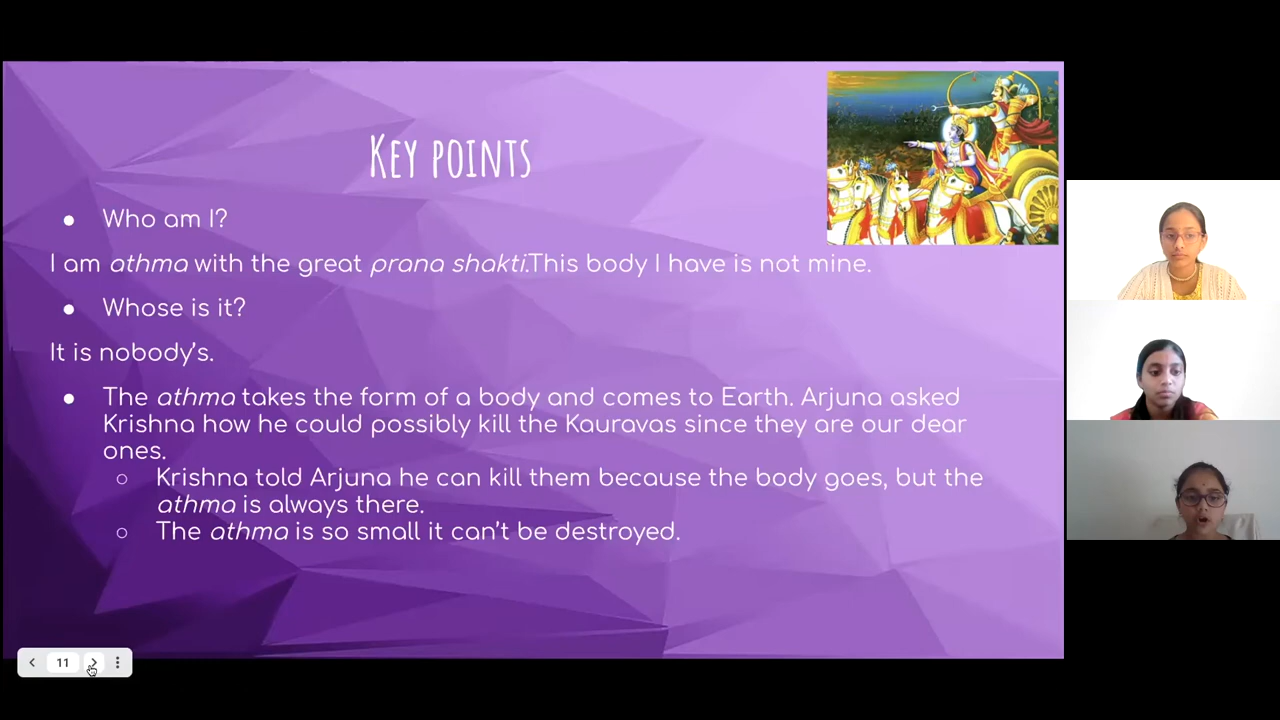 KEY POINTS
● Who am I?
I am athma with the great prana shakti.This body I have is not mine.
● Whose is it?
It is nobody's.
● The athma takes the form of a body and comes to Earth. Arjuna asked
Krishna how he could possibly kill the Kauravas since they are our dear
ones.
○ Krishna told Arjuna he can kill them because the body goes, but the
athma is always there.
○ The athma is so small it can't be destroyed.
11